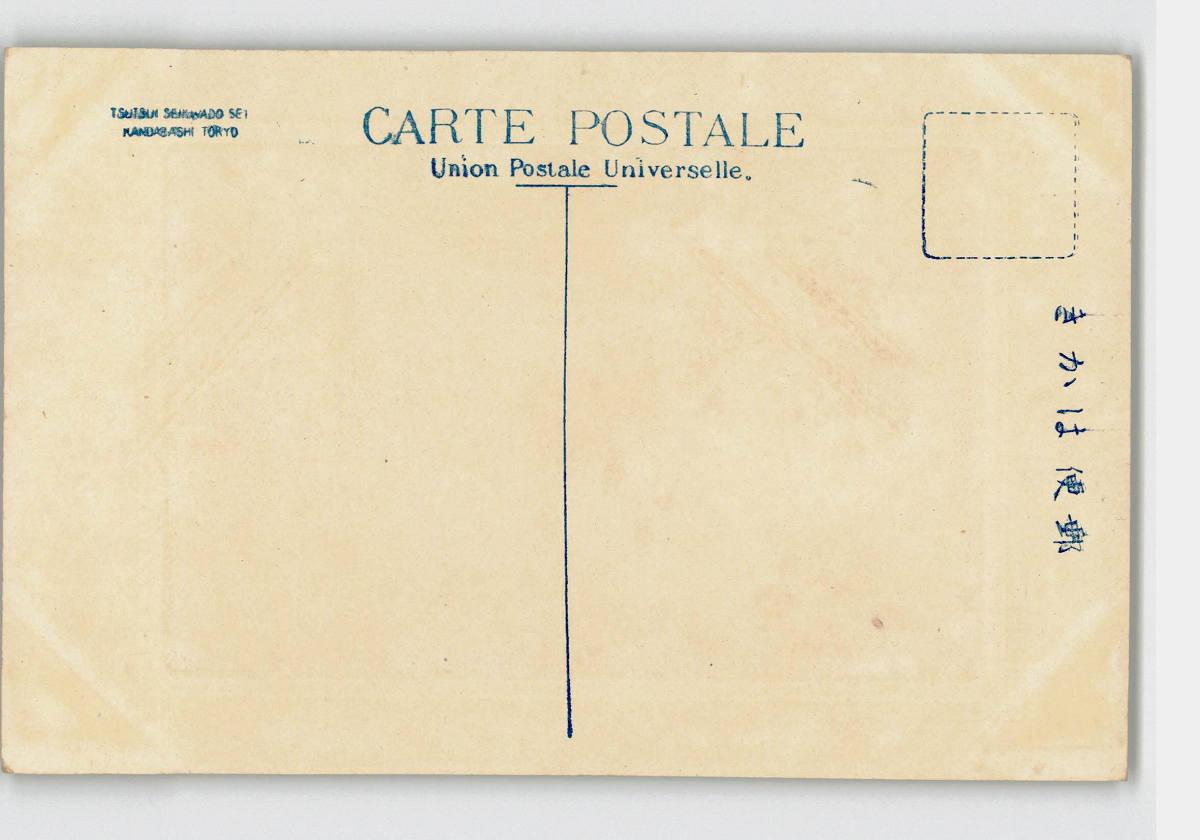 TSUTSUI SEIKWADO SEI
KANDABASHI TOKYO
CARTE POSTALE
Union Postale Universelle.
きかは便郵